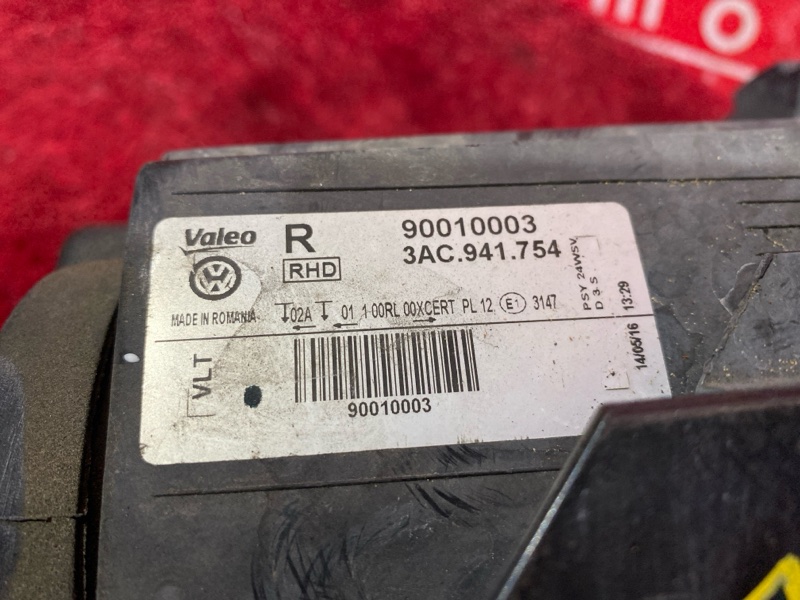 Valeo R 90010003
RHD 3AC.941.754
MADE IN ROMANIA
02A 01 1 00RL 00XCERT PL 12 E1 3147
PSY 24WSV
D 3 S
14/05/16 13:29
VLT
90010003